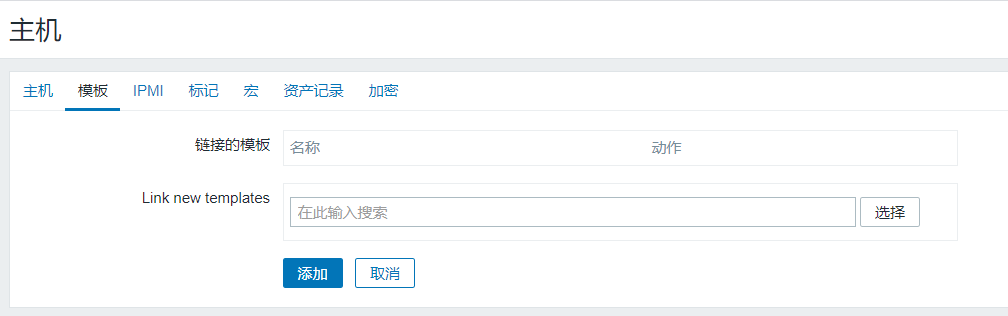 主机
主机 模板 IPMI 标记 宏 资产记录 加密
链接的模板 名称 动作
Link new templates 在此输入搜索 选择
添加 取消